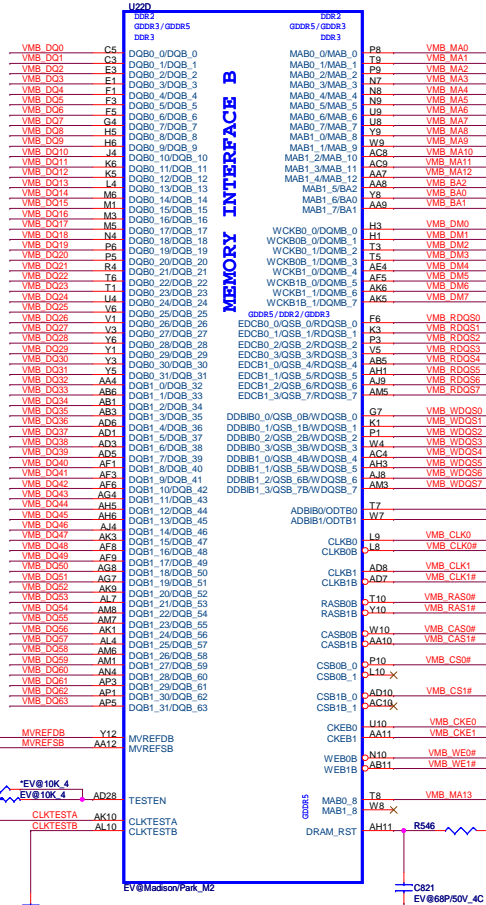 U22D
DDR2
GDDR3/GDDR5
DDR3
DDR2
GDDR5/GDDR3
DDR3
VMB_DQ0 C5 DQB0_0/DQB_0
VMB_DQ1 C3 DQB0_1/DQB_1
VMB_DQ2 E3 DQB0_2/DQB_2
VMB_DQ3 E1 DQB0_3/DQB_3
VMB_DQ4 F1 DQB0_4/DQB_4
VMB_DQ5 F3 DQB0_5/DQB_5
VMB_DQ6 F5 DQB0_6/DQB_6
VMB_DQ7 G4 DQB0_7/DQB_7
VMB_DQ8 H5 DQB0_8/DQB_8
VMB_DQ9 H6 DQB0_9/DQB_9
VMB_DQ10 J4 DQB0_10/DQB_10
VMB_DQ11 K6 DQB0_11/DQB_11
VMB_DQ12 K5 DQB0_12/DQB_12
VMB_DQ13 L4 DQB0_13/DQB_13
VMB_DQ14 M6 DQB0_14/DQB_14
VMB_DQ15 M1 DQB0_15/DQB_15
VMB_DQ16 M3 DQB0_16/DQB_16
VMB_DQ17 M5 DQB0_17/DQB_17
VMB_DQ18 N4 DQB0_18/DQB_18
VMB_DQ19 P6 DQB0_19/DQB_19
VMB_DQ20 P5 DQB0_20/DQB_20
VMB_DQ21 R4 DQB0_21/DQB_21
VMB_DQ22 T6 DQB0_22/DQB_22
VMB_DQ23 T1 DQB0_23/DQB_23
VMB_DQ24 U4 DQB0_24/DQB_24
VMB_DQ25 V6 DQB0_25/DQB_25
VMB_DQ26 V1 DQB0_26/DQB_26
VMB_DQ27 V3 DQB0_27/DQB_27
VMB_DQ28 Y6 DQB0_28/DQB_28
VMB_DQ29 Y1 DQB0_29/DQB_29
VMB_DQ30 Y3 DQB0_30/DQB_30
VMB_DQ31 Y5 DQB0_31/DQB_31
VMB_DQ32 AA4 DQB1_0/DQB_32
VMB_DQ33 AB6 DQB1_1/DQB_33
VMB_DQ34 AB1 DQB1_2/DQB_34
VMB_DQ35 AB3 DQB1_3/DQB_35
VMB_DQ36 AD6 DQB1_4/DQB_36
VMB_DQ37 AD1 DQB1_5/DQB_37
VMB_DQ38 AD3 DQB1_6/DQB_38
VMB_DQ39 AD5 DQB1_7/DQB_39
VMB_DQ40 AF1 DQB1_8/DQB_40
VMB_DQ41 AF3 DQB1_9/DQB_41
VMB_DQ42 AF6 DQB1_10/DQB_42
VMB_DQ43 AG4 DQB1_11/DQB_43
VMB_DQ44 AH5 DQB1_12/DQB_44
VMB_DQ45 AH6 DQB1_13/DQB_45
VMB_DQ46 AJ4 DQB1_14/DQB_46
VMB_DQ47 AK3 DQB1_15/DQB_47
VMB_DQ48 AF8 DQB1_16/DQB_48
VMB_DQ49 AF9 DQB1_17/DQB_49
VMB_DQ50 AG8 DQB1_18/DQB_50
VMB_DQ51 AG7 DQB1_19/DQB_51
VMB_DQ52 AK9 DQB1_20/DQB_52
VMB_DQ53 AL7 DQB1_21/DQB_53
VMB_DQ54 AM8 DQB1_22/DQB_54
VMB_DQ55 AM7 DQB1_23/DQB_55
VMB_DQ56 AK1 DQB1_24/DQB_56
VMB_DQ57 AL4 DQB1_25/DQB_57
VMB_DQ58 AM6 DQB1_26/DQB_58
VMB_DQ59 AM1 DQB1_27/DQB_59
VMB_DQ60 AN4 DQB1_28/DQB_60
VMB_DQ61 AP3 DQB1_29/DQB_61
VMB_DQ62 AP1 DQB1_30/DQB_62
VMB_DQ63 AP5 DQB1_31/DQB_63
MVREFDB Y12 MVREFDB
MVREFSB AA12 MVREFSB
*EV@10K_4
EV@10K_4 AD28 TESTEN
CLKTESTA AK10 CLKTESTA
CLKTESTB AL10 CLKTESTB
MEMORY INTERFACE B
MAB0_0/MAB_0 P8 VMB_MA0
MAB0_1/MAB_1 T9 VMB_MA1
MAB0_2/MAB_2 P9 VMB_MA2
MAB0_3/MAB_3 N7 VMB_MA3
MAB0_4/MAB_4 N8 VMB_MA4
MAB0_5/MAB_5 N9 VMB_MA5
MAB0_6/MAB_6 U9 VMB_MA6
MAB0_7/MAB_7 U8 VMB_MA7
MAB1_0/MAB_8 Y9 VMB_MA8
MAB1_1/MAB_9 W9 VMB_MA9
MAB1_2/MAB_10 AC8 VMB_MA10
MAB1_3/MAB_11 AC9 VMB_MA11
MAB1_4/MAB_12 AA7 VMB_MA12
MAB1_5/BA2 AA8 VMB_BA2
MAB1_6/BA0 Y8 VMB_BA0
MAB1_7/BA1 AA9 VMB_BA1
WCKB0_0/DQMB_0 H3 VMB_DM0
WCKB0B_0/DQMB_1 H1 VMB_DM1
WCKB0_1/DQMB_2 T3 VMB_DM2
WCKB0B_1/DQMB_3 T5 VMB_DM3
WCKB1_0/DQMB_4 AE4 VMB_DM4
WCKB1B_0/DQMB_5 AF5 VMB_DM5
WCKB1_1/DQMB_6 AK6 VMB_DM6
WCKB1B_1/DQMB_7 AK5 VMB_DM7
GDDR5/DDR2/GDDR3
EDCB0_0/QSB_0/RDQSB_0 F6 VMB_RDQS0
EDCB0_1/QSB_1/RDQSB_1 K3 VMB_RDQS1
EDCB0_2/QSB_2/RDQSB_2 P3 VMB_RDQS2
EDCB0_3/QSB_3/RDQSB_3 V5 VMB_RDQS3
EDCB1_0/QSB_4/RDQSB_4 AB5 VMB_RDQS4
EDCB1_1/QSB_5/RDQSB_5 AH1 VMB_RDQS5
EDCB1_2/QSB_6/RDQSB_6 AJ9 VMB_RDQS6
EDCB1_3/QSB_7/RDQSB_7 AM5 VMB_RDQS7
DDBIB0_0/QSB_0B/WDQSB_0 G7 VMB_WDQS0
DDBIB0_1/QSB_1B/WDQSB_1 K1 VMB_WDQS1
DDBIB0_2/QSB_2B/WDQSB_2 P1 VMB_WDQS2
DDBIB0_3/QSB_3B/WDQSB_3 W4 VMB_WDQS3
DDBIB1_0/QSB_4B/WDQSB_4 AC4 VMB_WDQS4
DDBIB1_1/QSB_5B/WDQSB_5 AH3 VMB_WDQS5
DDBIB1_2/QSB_6B/WDQSB_6 AJ8 VMB_WDQS6
DDBIB1_3/QSB_7B/WDQSB_7 AM3 VMB_WDQS7
ADBIB0/ODTB0 T7
ADBIB1/ODTB1 W7
CLKB0 L9 VMB_CLK0
CLKB0B L8 VMB_CLK0#
CLKB1 AD8 VMB_CLK1
CLKB1B AD7 VMB_CLK1#
RASB0B T10 VMB_RAS0#
RASB1B Y10 VMB_RAS1#
CASB0B W10 VMB_CAS0#
CASB1B AA10 VMB_CAS1#
CSB0B_0 P10 VMB_CS0#
CSB0B_1 L10
CSB1B_0 AD10 VMB_CS1#
CSB1B_1 AC10
CKEB0 U10 VMB_CKE0
CKEB1 AA11 VMB_CKE1
WEB0B N10 VMB_WE0#
WEB1B AB11 VMB_WE1#
GDDR5
MAB0_8 T8 VMB_MA13
MAB1_8 W8
DRAM_RST AH11 R546
C821
EV@68P/50V_4C
EV@Madison/Park_M2